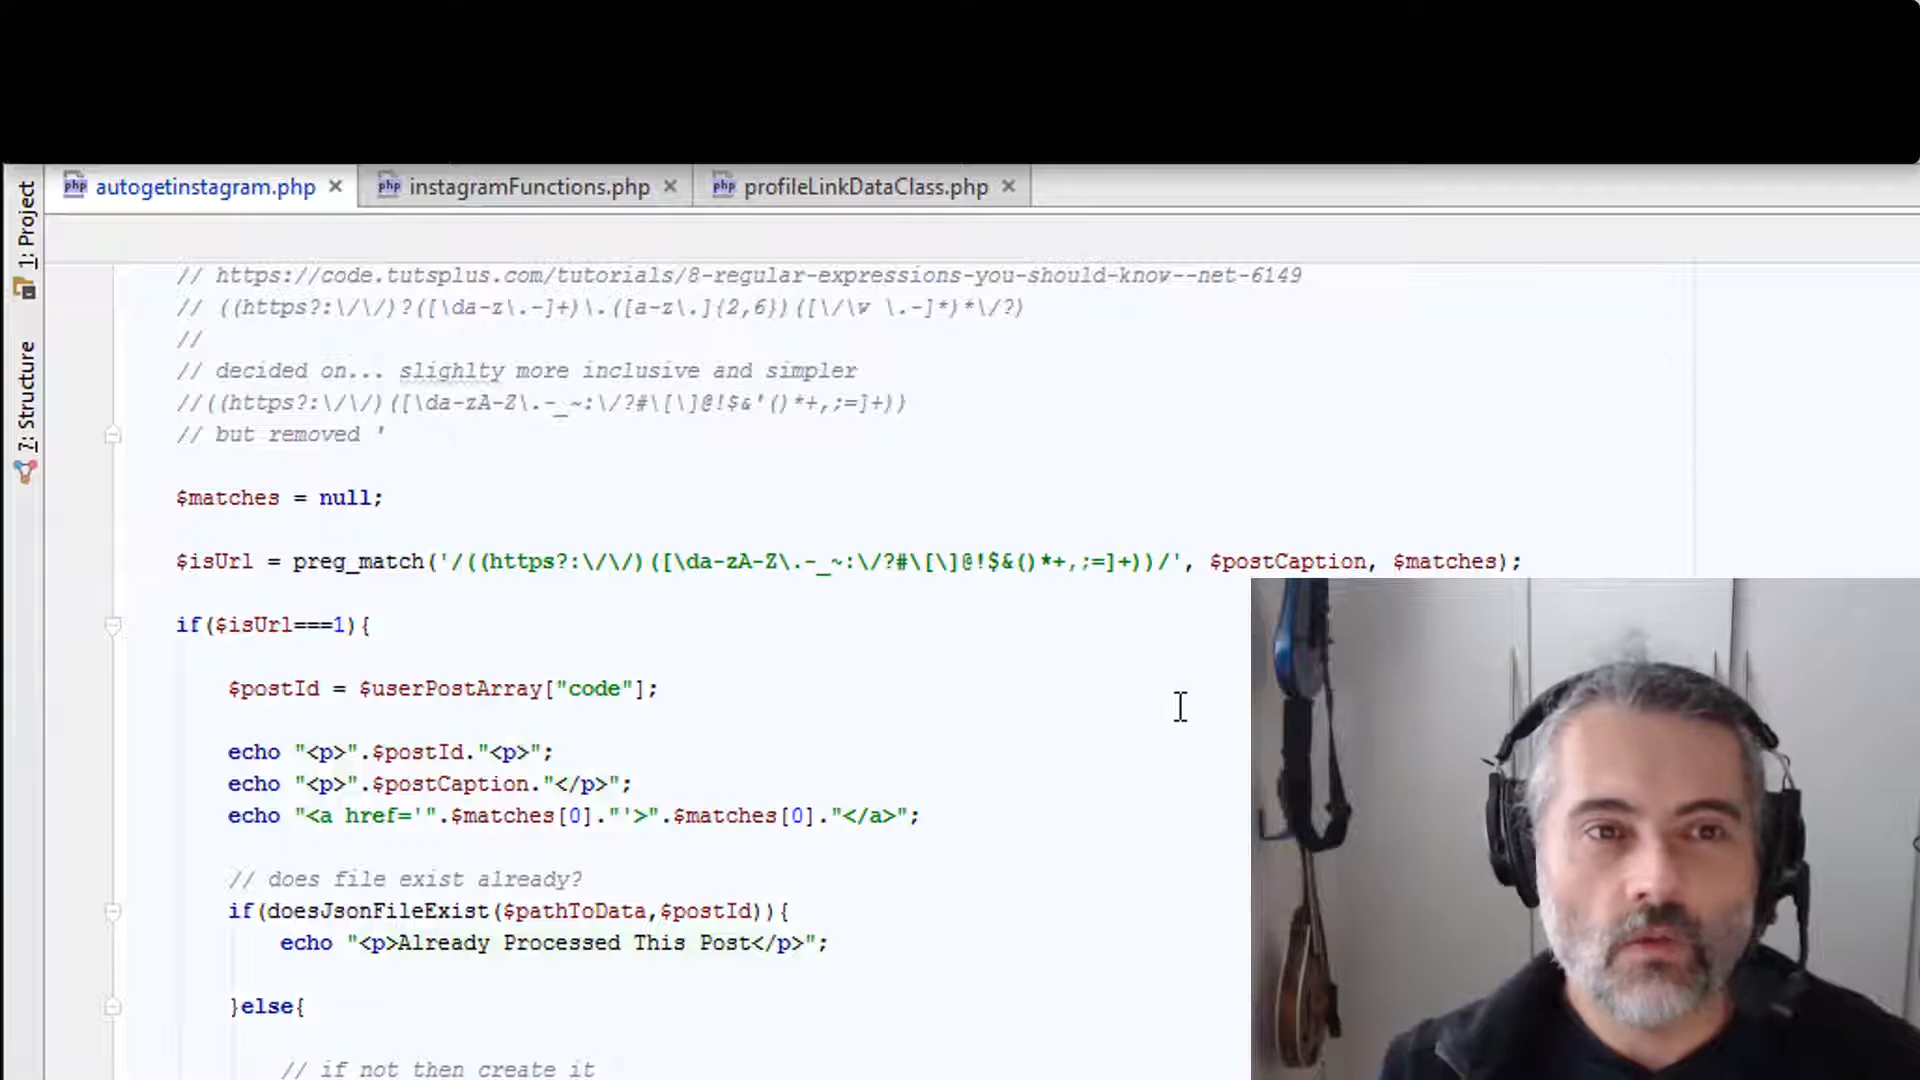 autogetinstagram.php
instagramFunctions.php
profileLinkDataClass.php
1: Project
7: Structure
// https://code.tutsplus.com/tutorials/8-regular-expressions-you-should-know--net-6149
// ((https?:\/\/)?([\da-z\.-]+)\.([a-z\.]{2,6})([\/\w \.-]*)*\/?)
//
// decided on... slighlty more inclusive and simpler
//((https?:\/\/)([\da-zA-Z\.-_~:\/?#\[\]@!$&'()*+,;=]+))
// but removed '
$matches = null;
$isUrl = preg_match('/((https?:\/\/)([\da-zA-Z\.-_~:\/?#\[\]@!$&()*+,;=]+))/', $postCaption, $matches);
if($isUrl===1){
$postId = $userPostArray["code"];
echo "<p>".$postId."<p>";
echo "<p>".$postCaption."</p>";
echo "<a href='".$matches[0]."'>".$matches[0]."</a>";
// does file exist already?
if(doesJsonFileExist($pathToData,$postId)){
echo "<p>Already Processed This Post</p>";
}else{
// if not then create it